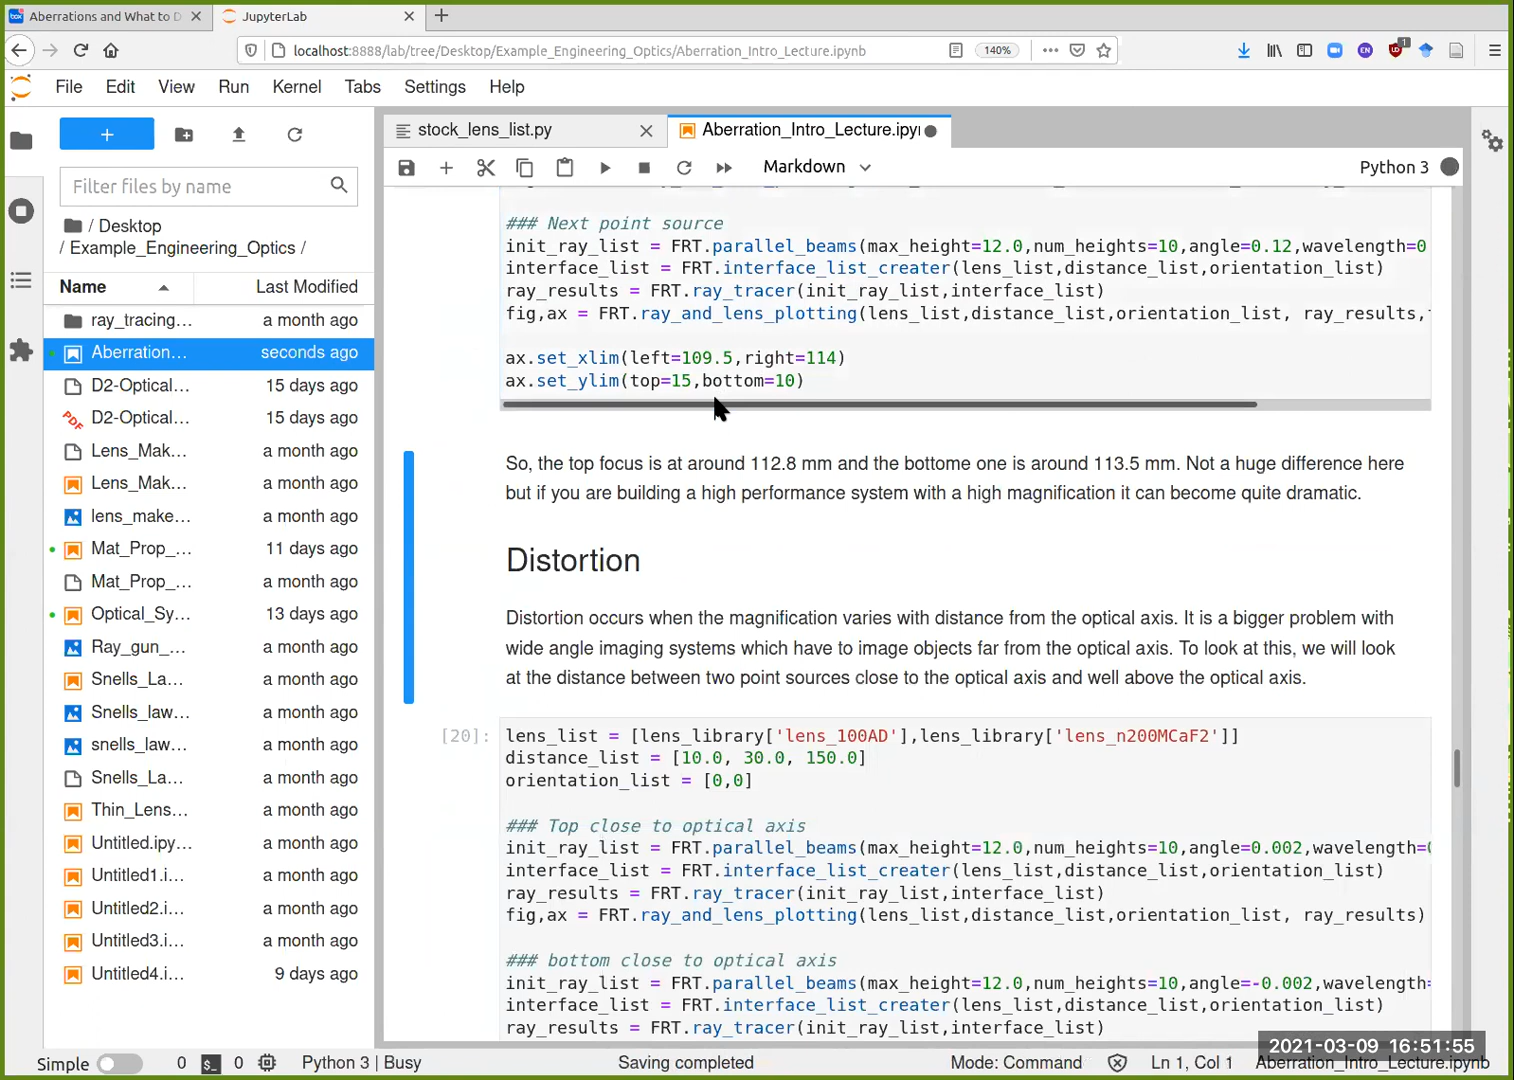 Aberrations and What to D
JupyterLab
localhost:8888/lab/tree/Desktop/Example_Engineering_Optics/Aberration_Intro_Lecture.ipynb
140%
EN
1
File Edit View Run Kernel Tabs Settings Help
stock_lens_list.py
Aberration_Intro_Lecture.ipyn
Markdown
Python 3
Filter files by name
/ Desktop
/ Example_Engineering_Optics /
Name Last Modified
ray_tracing... a month ago
Aberration... seconds ago
D2-Optical... 15 days ago
D2-Optical... 15 days ago
Lens_Mak... a month ago
Lens_Mak... a month ago
lens_make... a month ago
Mat_Prop_... 11 days ago
Mat_Prop_... a month ago
Optical_Sy... 13 days ago
Ray_gun_... a month ago
Snells_La... a month ago
Snells_law... a month ago
snells_law... a month ago
Snells_La... a month ago
Thin_Lens... a month ago
Untitled.ipy... a month ago
Untitled1.i... a month ago
Untitled2.i... a month ago
Untitled3.i... a month ago
Untitled4.i... 9 days ago
### Next point source
init_ray_list = FRT.parallel_beams(max_height=12.0,num_heights=10,angle=0.12,wavelength=0
interface_list = FRT.interface_list_creater(lens_list,distance_list,orientation_list)
ray_results = FRT.ray_tracer(init_ray_list,interface_list)
fig,ax = FRT.ray_and_lens_plotting(lens_list,distance_list,orientation_list, ray_results,
ax.set_xlim(left=109.5,right=114)
ax.set_ylim(top=15,bottom=10)
So, the top focus is at around 112.8 mm and the bottome one is around 113.5 mm. Not a huge difference here
but if you are building a high performance system with a high magnification it can become quite dramatic.
Distortion
Distortion occurs when the magnification varies with distance from the optical axis. It is a bigger problem with
wide angle imaging systems which have to image objects far from the optical axis. To look at this, we will look
at the distance between two point sources close to the optical axis and well above the optical axis.
[20]:
lens_list = [lens_library['lens_100AD'],lens_library['lens_n200MCaF2']]
distance_list = [10.0, 30.0, 150.0]
orientation_list = [0,0]
### Top close to optical axis
init_ray_list = FRT.parallel_beams(max_height=12.0,num_heights=10,angle=0.002,wavelength=
interface_list = FRT.interface_list_creater(lens_list,distance_list,orientation_list)
ray_results = FRT.ray_tracer(init_ray_list,interface_list)
fig,ax = FRT.ray_and_lens_plotting(lens_list,distance_list,orientation_list, ray_results)
### bottom close to optical axis
init_ray_list = FRT.parallel_beams(max_height=12.0,num_heights=10,angle=-0.002,wavelength=
interface_list = FRT.interface_list_creater(lens_list,distance_list,orientation_list)
ray_results = FRT.ray_tracer(init_ray_list,interface_list)
2021-03-09 16:51:55
Simple 0 $_ 0 Python 3 | Busy Saving completed Mode: Command Ln 1, Col 1 Aberration_Intro_Lecture.ipynb